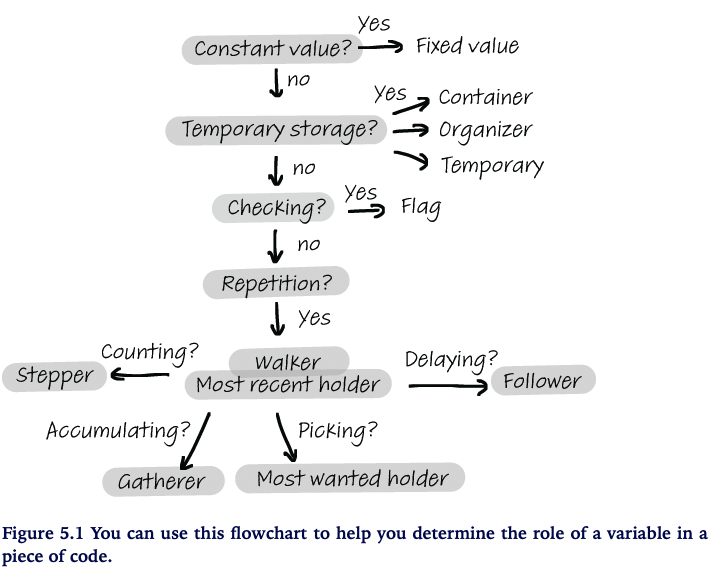 Yes
Constant value? Fixed value
no
Yes Container
Temporary storage? Organizer
Temporary
no
Yes
Checking? Flag
no
Repetition?
Yes
Counting? Walker Delaying?
Stepper Most recent holder Follower
Accumulating? Picking?
Gatherer Most wanted holder
Figure 5.1 You can use this flowchart to help you determine the role of a variable in a
piece of code.